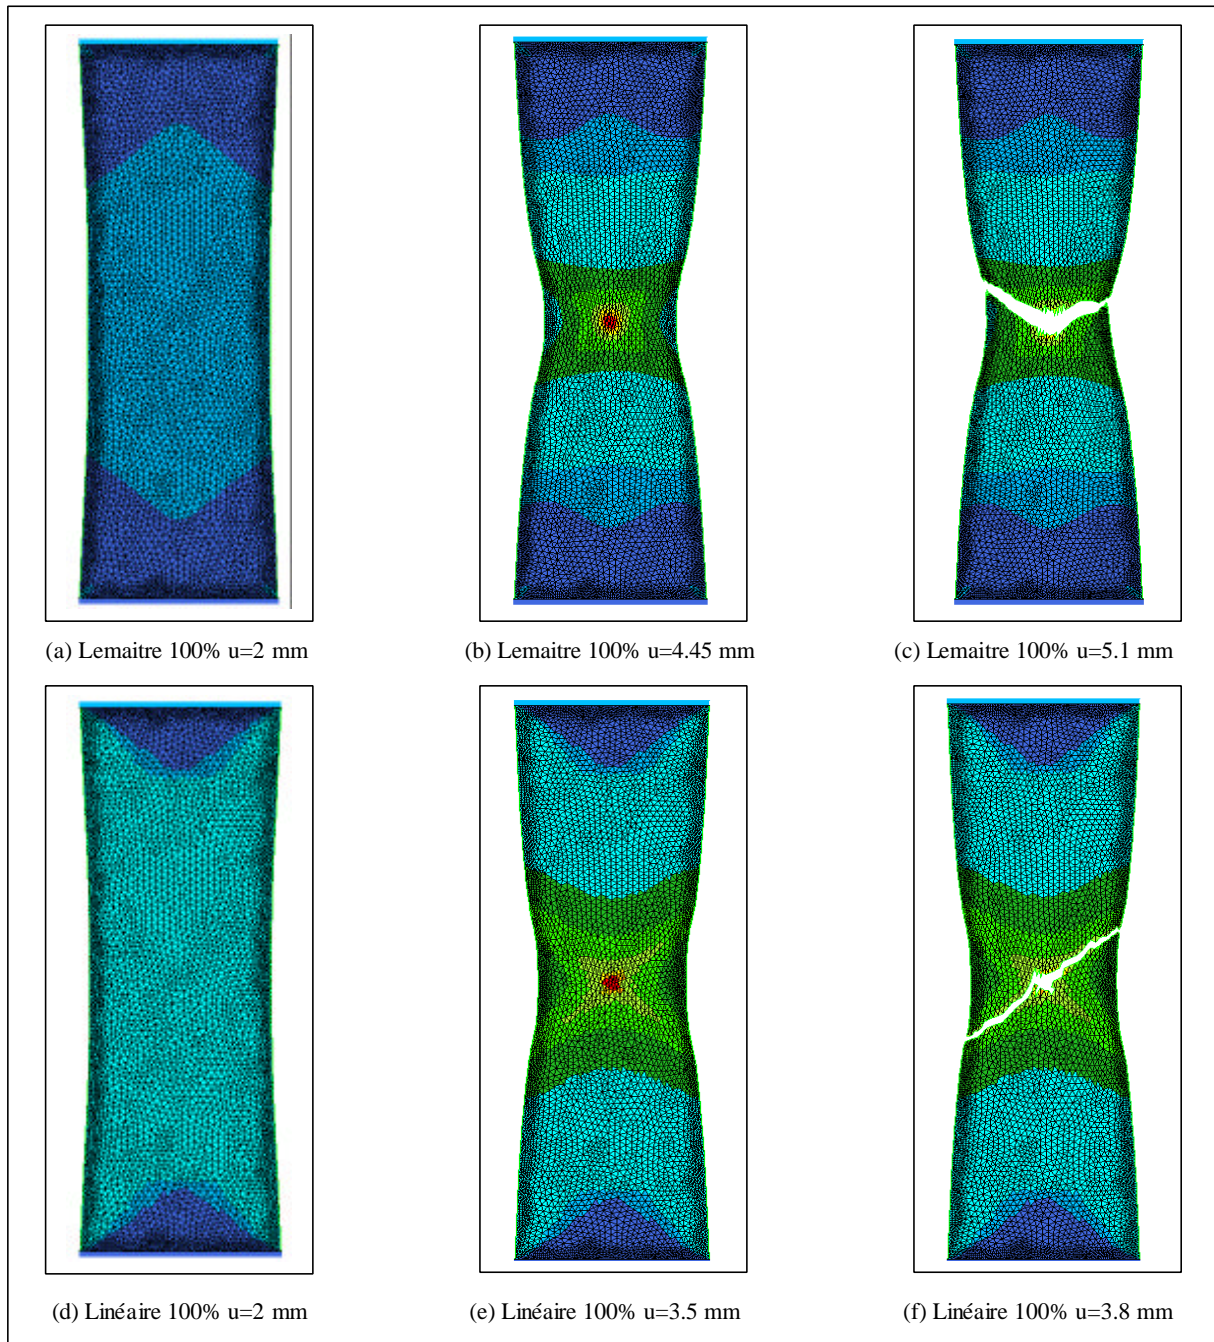 (a) Lemaitre 100% u=2 mm
(b) Lemaitre 100% u=4.45 mm
(c) Lemaitre 100% u=5.1 mm
(d) Linéaire 100% u=2 mm
(e) Linéaire 100% u=3.5 mm
(f) Linéaire 100% u=3.8 mm